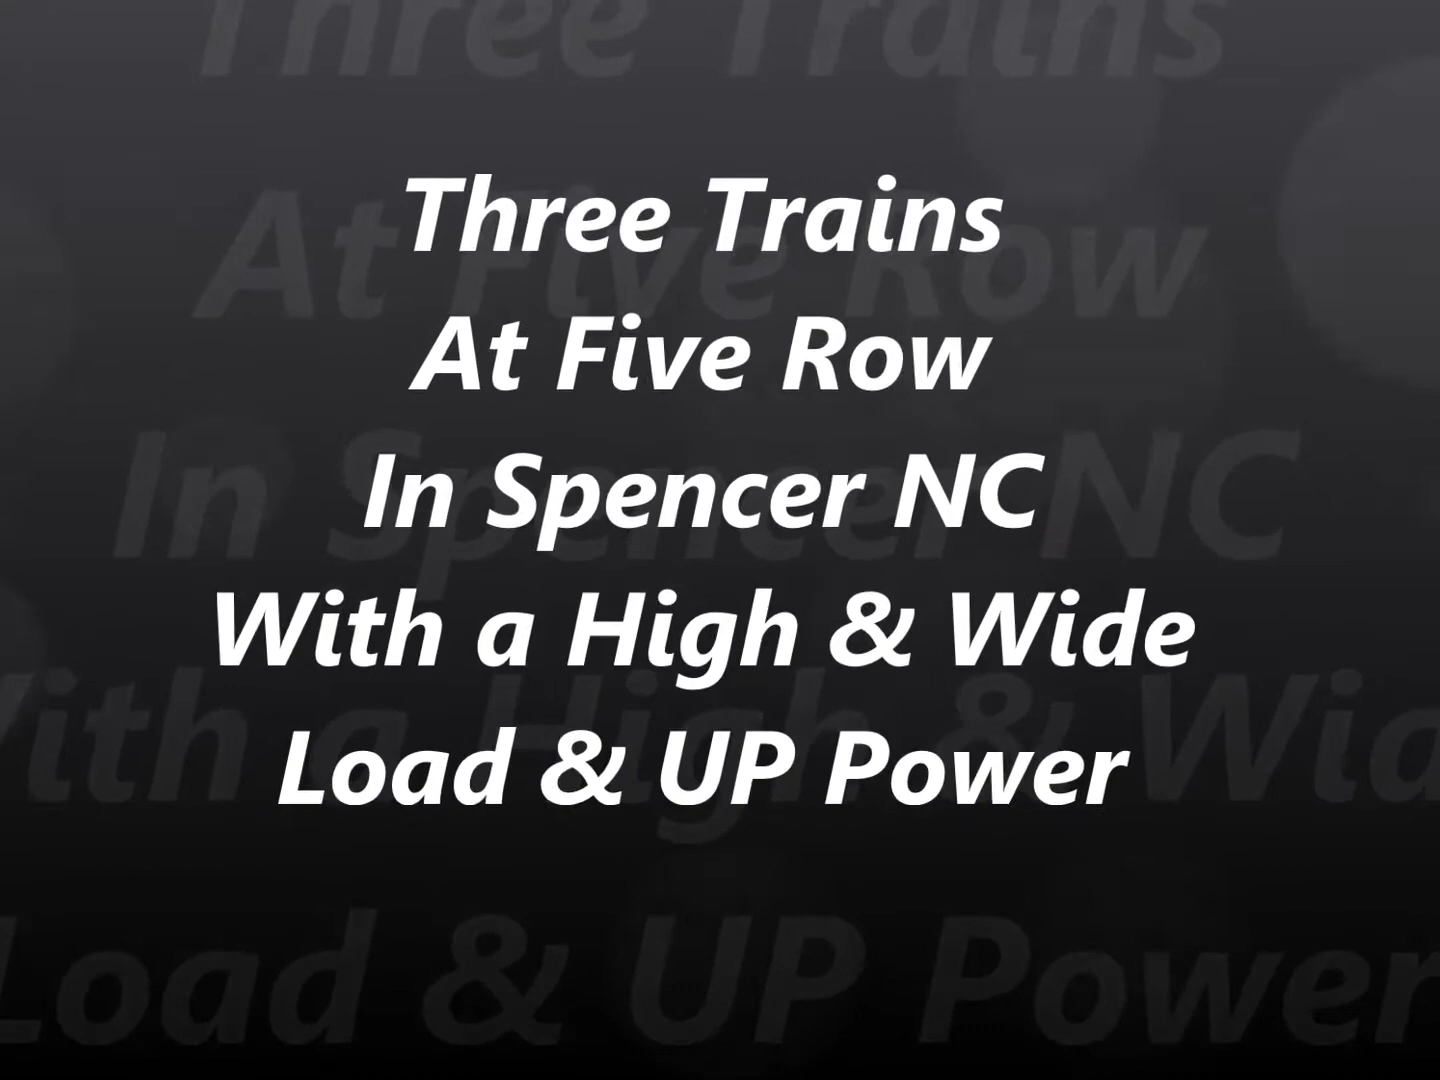 Three Trains
At Five Row
In Spencer NC
With a High & Wide
Load & UP Power